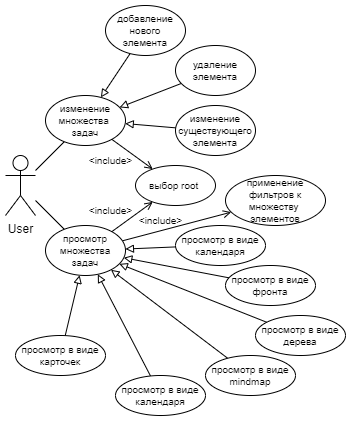 добавление
нового
элемента
удаление
элемента
изменение
множества
задач
изменение
существующего
элемента
<include>
выбор root
применение
фильтров к
множеству
элементов
<include>
<include>
User
просмотр
множества
задач
просмотр в виде
календаря
просмотр в виде
фронта
просмотр в виде
дерева
просмотр в виде
карточек
просмотр в виде
mindmap
просмотр в виде
календаря